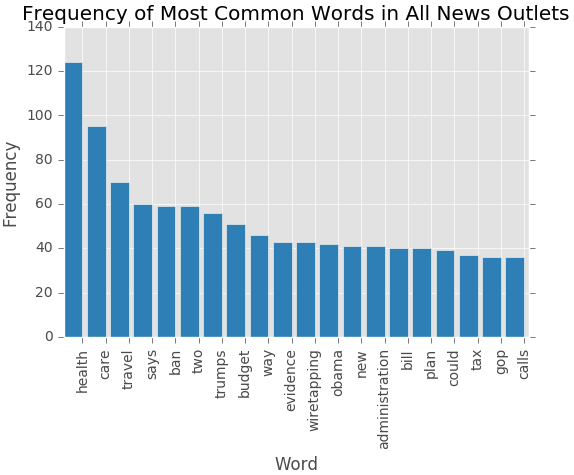 Frequency of Most Common Words in All News Outlets
140
120
100
80
60
40
20
0
Frequency
health
care
travel
says
ban
two
trumps
budget
way
evidence
wiretapping
obama
new
administration
bill
plan
could
tax
gop
calls
Word